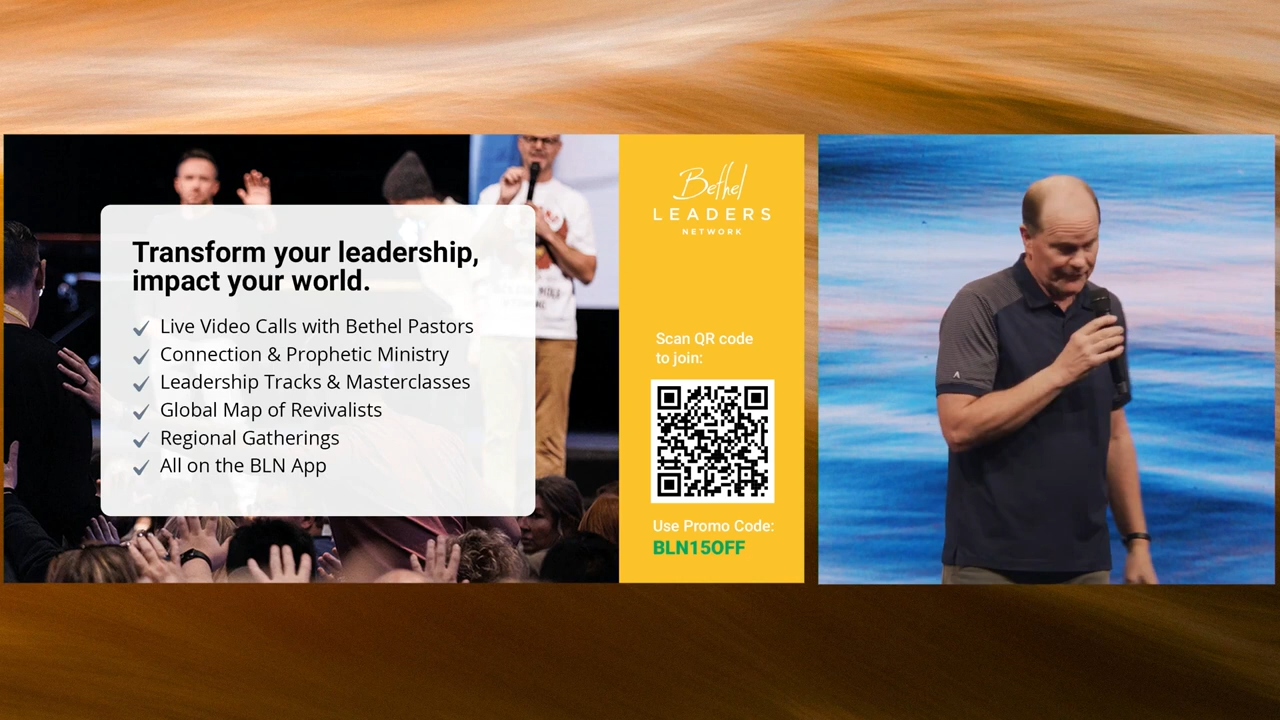 Transform your leadership,
impact your world.
Live Video Calls with Bethel Pastors
Connection & Prophetic Ministry
Leadership Tracks & Masterclasses
Global Map of Revivalists
Regional Gatherings
All on the BLN App
Bethel
LEADERS
NETWORK
Scan QR code
to join:
Use Promo Code:
BLN15OFF